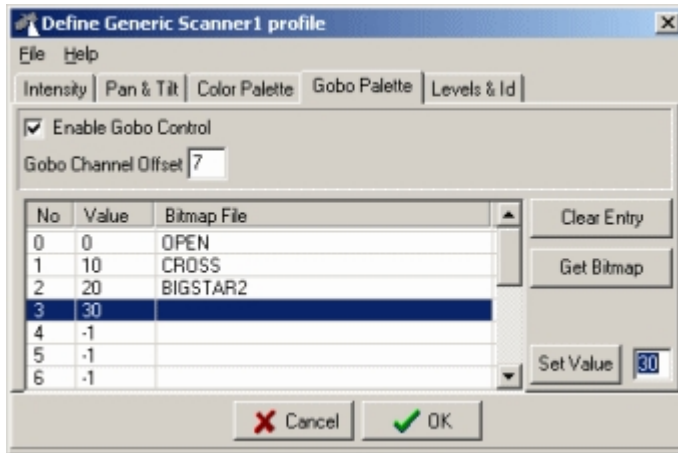 Define Generic Scanner1 profile
File Help
Intensity Pan & Tilt Color Palette Gobo Palette Levels & Id
Enable Gobo Control
Gobo Channel Offset 7
No Value Bitmap File
0 0 OPEN
1 10 CROSS
2 20 BIGSTAR2
3 30
4 -1
5 -1
6 -1
Clear Entry
Get Bitmap
Set Value 30
Cancel OK